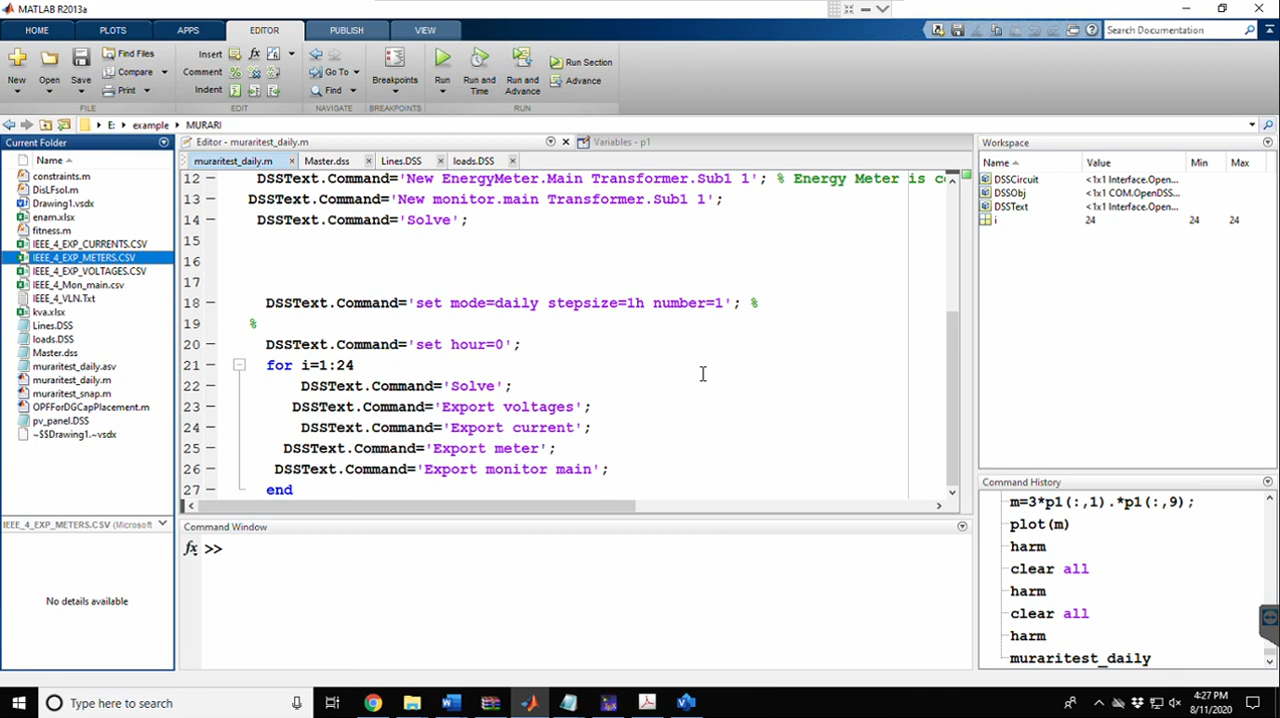 MATLAB R2013a
HOME PLOTS APPS EDITOR PUBLISH VIEW Search Documentation
New Open Save Find Files Compare Print
Insert Comment Indent
Go To Find
Breakpoints
Run Run and Time Run and Advance Run Section Advance
FILE EDIT NAVIGATE BREAKPOINTS RUN
E: example MURARI
Current Folder
Name
constraints.m
DisLFsol.m
Drawing1.vsdx
enam.xlsx
fitness.m
IEEE_4_EXP_CURRENTS.CSV
IEEE_4_EXP_METERS.CSV
IEEE_4_EXP_VOLTAGES.CSV
IEEE_4_Mon_main.csv
IEEE_4_VLN.Txt
kva.xlsx
Lines.DSS
loads.DSS
Master.dss
muraritest_daily.asv
muraritest_daily.m
muraritest_snap.m
OPFForDGCapPlacement.m
pv_panel.DSS
~$$Drawing1.~vsdx
IEEE_4_EXP_METERS.CSV (Microsoft
No details available
Editor - muraritest_daily.m Variables - p1
muraritest_daily.m Master.dss Lines.DSS loads.DSS
12 DSSText.Command='New EnergyMeter.Main Transformer.Sub1 1'; % Energy Meter is c
13 DSSText.Command='New monitor.main Transformer.Sub1 1';
14 DSSText.Command='Solve';
15
16
17
18 DSSText.Command='set mode=daily stepsize=1h number=1'; %
19 %
20 DSSText.Command='set hour=0';
21 for i=1:24
22 DSSText.Command='Solve';
23 DSSText.Command='Export voltages';
24 DSSText.Command='Export current';
25 DSSText.Command='Export meter';
26 DSSText.Command='Export monitor main';
27 end
Command Window
fx >>
Workspace
Name Value Min Max
DSSCircuit <1x1 Interface.Open...
DSSObj <1x1 COM.OpenDSS...
DSSText <1x1 Interface.Open...
i 24 24 24
Command History
m=3*p1(:,1).*p1(:,9);
plot(m)
harm
clear all
harm
clear all
harm
muraritest_daily
Type here to search
4:27 PM
8/11/2020